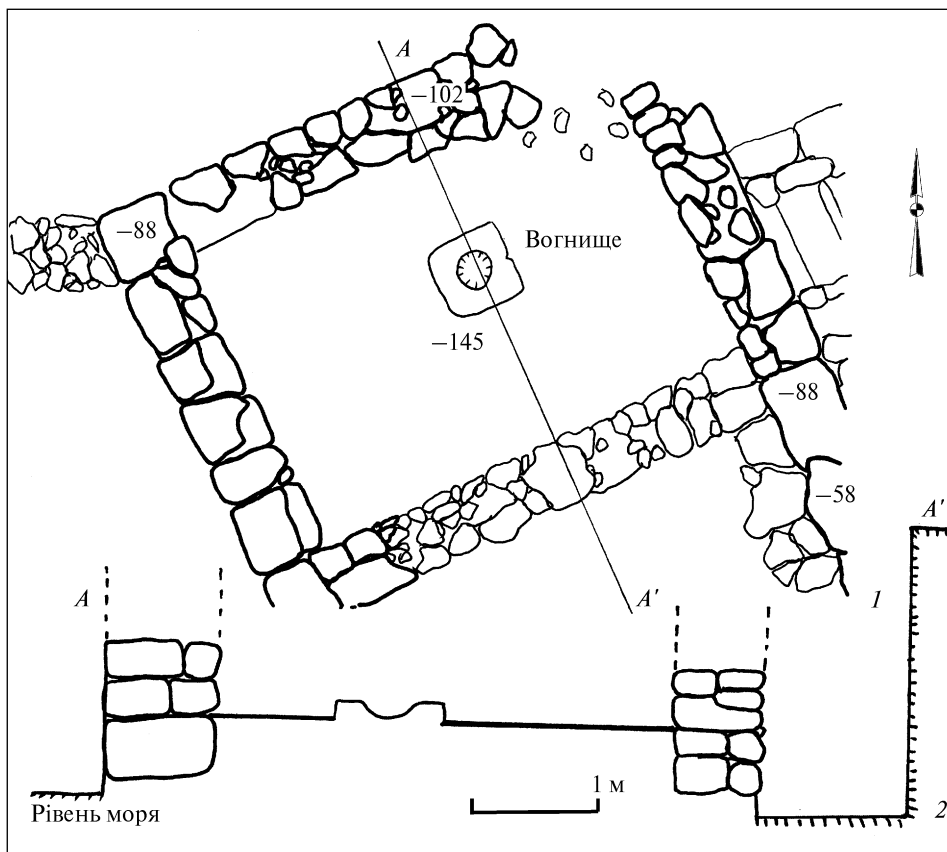 A
–102
–88
Вогнище
–145
–88
–58
A'
A
A'
1
1 м
Рівень моря
2